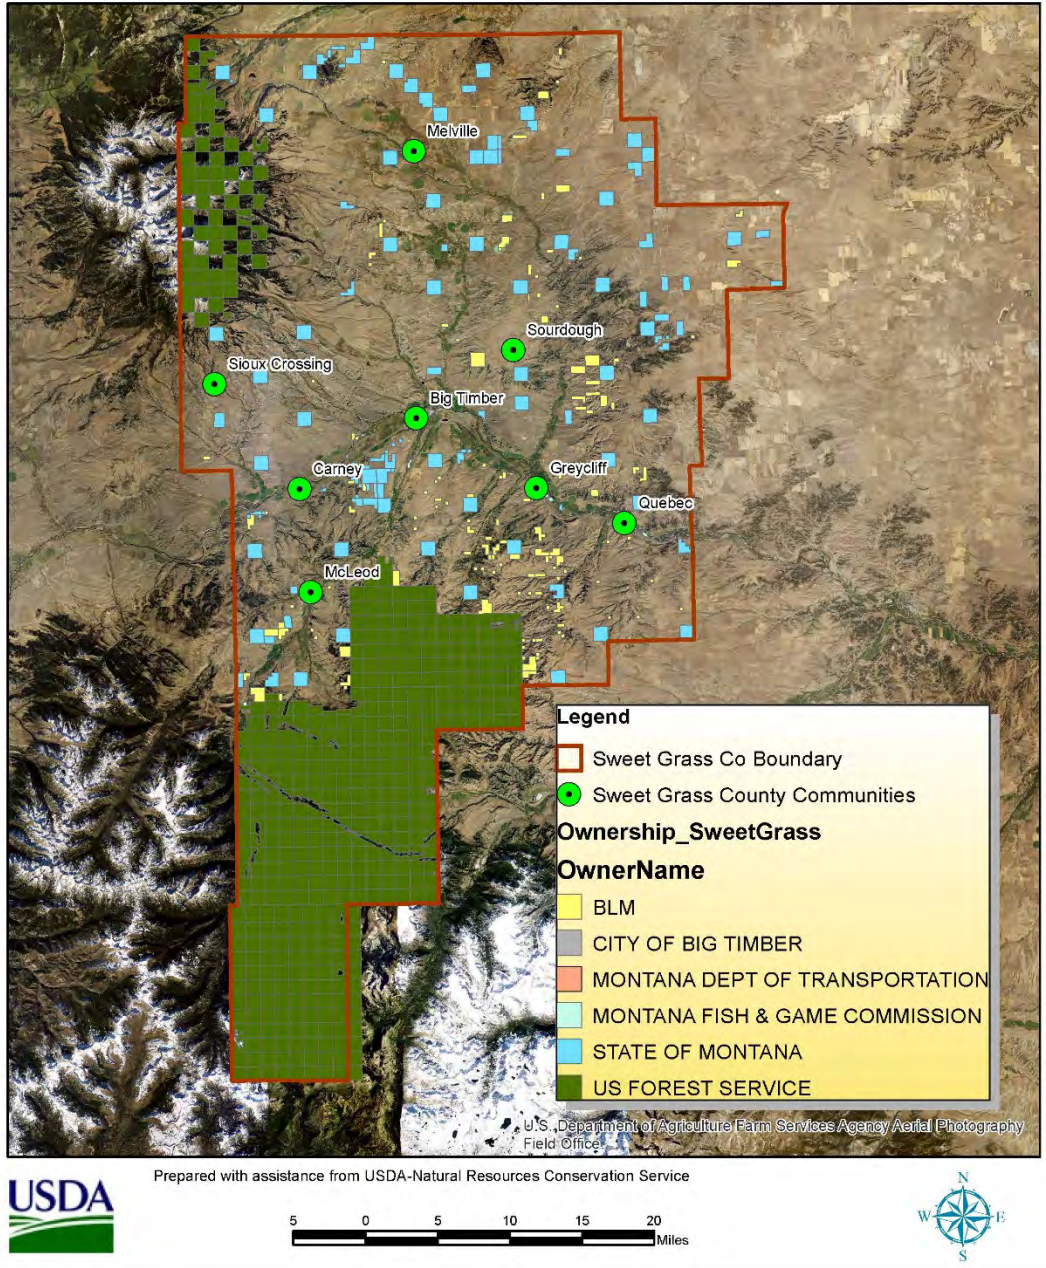 Melville
Sourdough
Sioux Crossing
Big Timber
Carney
Greycliff
Quebec
McLeod
Legend
Sweet Grass Co Boundary
Sweet Grass County Communities
Ownership_SweetGrass
OwnerName
BLM
CITY OF BIG TIMBER
MONTANA DEPT OF TRANSPORTATION
MONTANA FISH & GAME COMMISSION
STATE OF MONTANA
US FOREST SERVICE
U.S. Department of Agriculture Farm Services Agency Aerial Photography
Field Office
Prepared with assistance from USDA-Natural Resources Conservation Service
USDA
5 0 5 10 15 20
Miles
N
W E
S